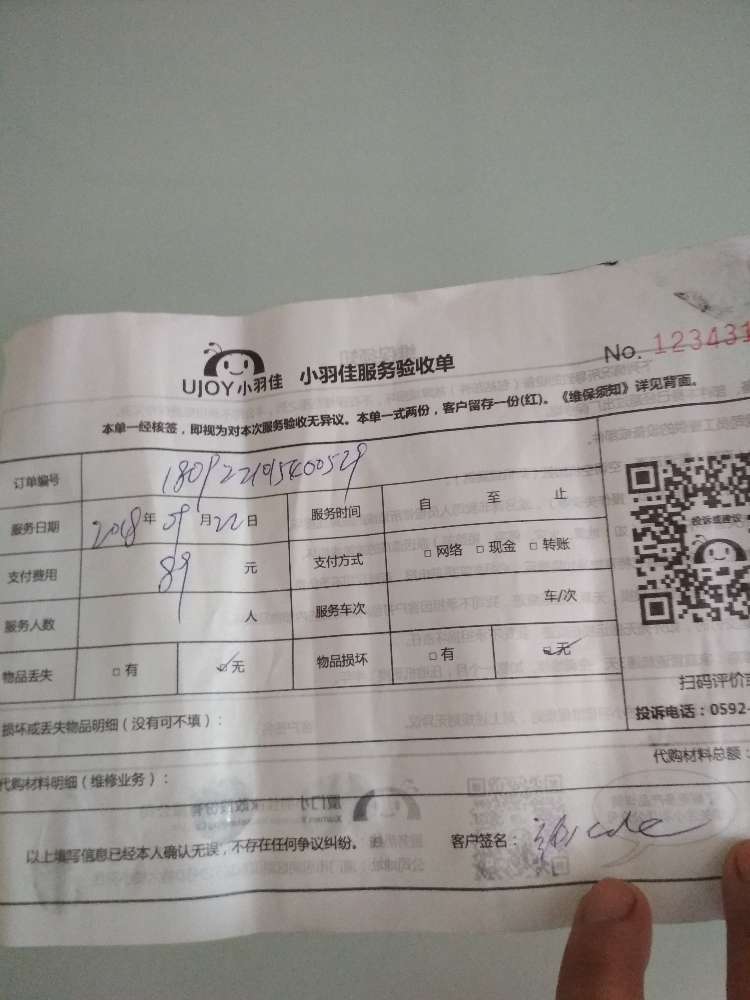 UJOY小羽佳 小羽佳服务验收单 No. 123431
本单一经核签，即视为对本次服务验收无异议。本单一式两份，客户留存一份(红)。《维保须知》详见背面。
订单编号 180922195400529
服务日期 2018年 09月22日 服务时间 自 至 止
支付费用 89 元 支付方式 □网络 □现金 □转账
服务人数 人 服务车次 车/次
物品丢失 □有 ☑无 物品损坏 □有 ☑无
投诉或建议
扫码评价
投诉电话：0592-
损坏或丢失物品明细（没有可不填）：
代购材料明细（维修业务）： 代购材料总额：
以上填写信息已经本人确认无误，不存在任何争议纠纷。 客户签名：